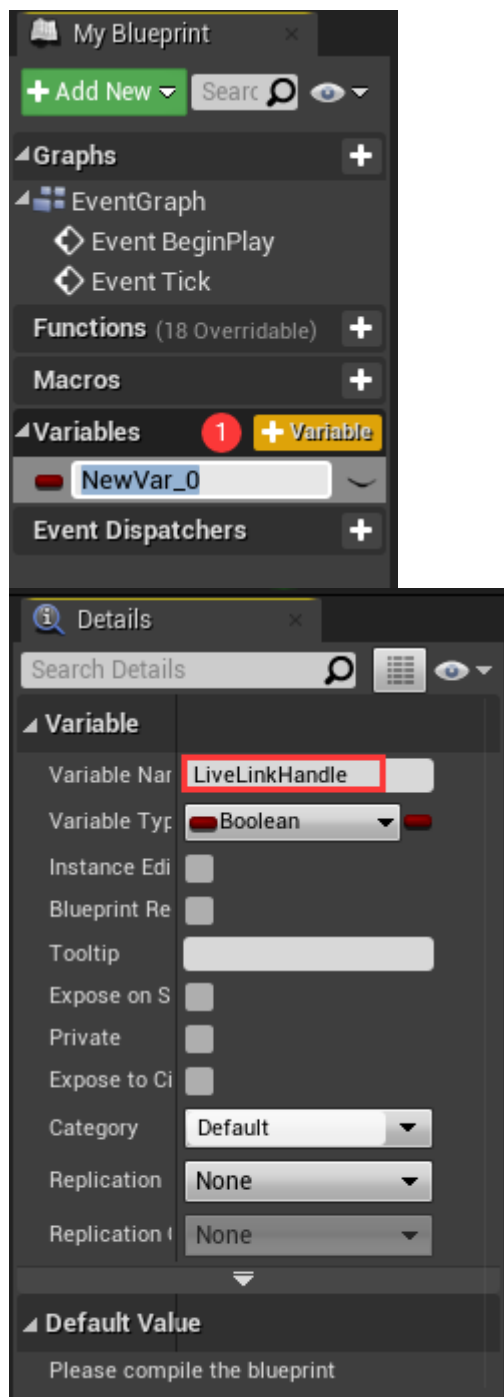 My Blueprint
Add New Searc
Graphs
EventGraph
Event BeginPlay
Event Tick
Functions (18 Overridable)
Macros
Variables 1 Variable
NewVar_0
Event Dispatchers
Details
Search Details
Variable
Variable Nar LiveLinkHandle
Variable Typ Boolean
Instance Edi
Blueprint Re
Tooltip
Expose on S
Private
Expose to Ci
Category Default
Replication None
Replication None
Default Value
Please compile the blueprint